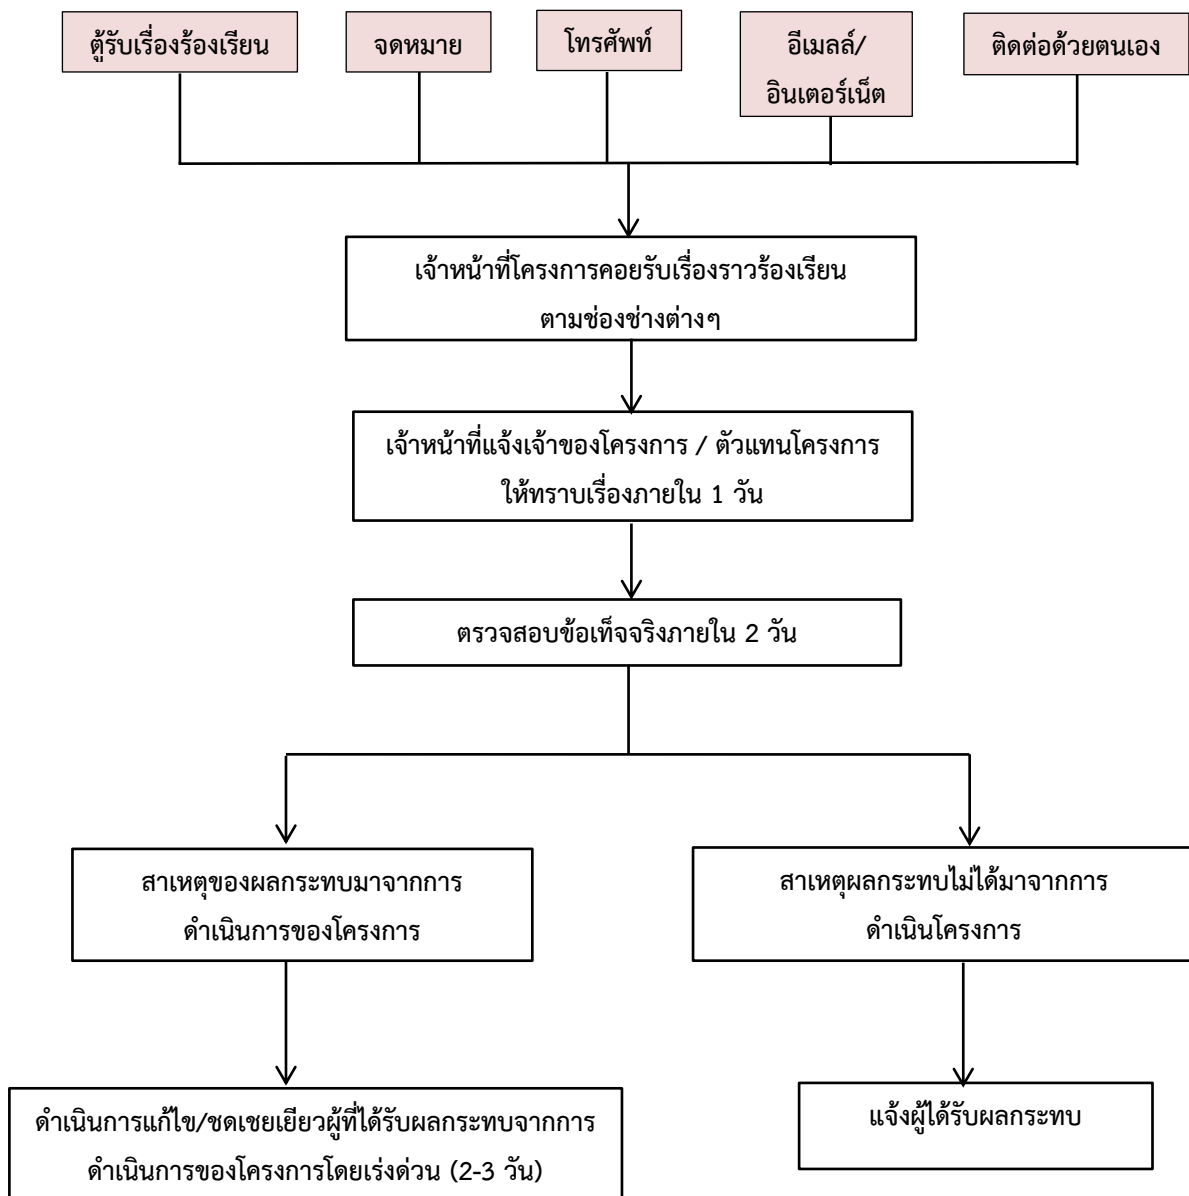 ตู้รับเรื่องร้องเรียน
จดหมาย
โทรศัพท์
อีเมลล์/
อินเตอร์เน็ต
ติดต่อด้วยตนเอง
เจ้าหน้าที่โครงการคอยรับเรื่องราวร้องเรียน
ตามช่องช่างต่างๆ
เจ้าหน้าที่แจ้งเจ้าของโครงการ / ตัวแทนโครงการ
ให้ทราบเรื่องภายใน 1 วัน
ตรวจสอบข้อเท็จจริงภายใน 2 วัน
สาเหตุของผลกระทบมาจากการ
ดำเนินการของโครงการ
สาเหตุผลกระทบไม่ได้มาจากการ
ดำเนินโครงการ
ดำเนินการแก้ไข/ชดเชยเยียวผู้ที่ได้รับผลกระทบจากการ
ดำเนินการของโครงการโดยเร่งด่วน (2-3 วัน)
แจ้งผู้ได้รับผลกระทบ